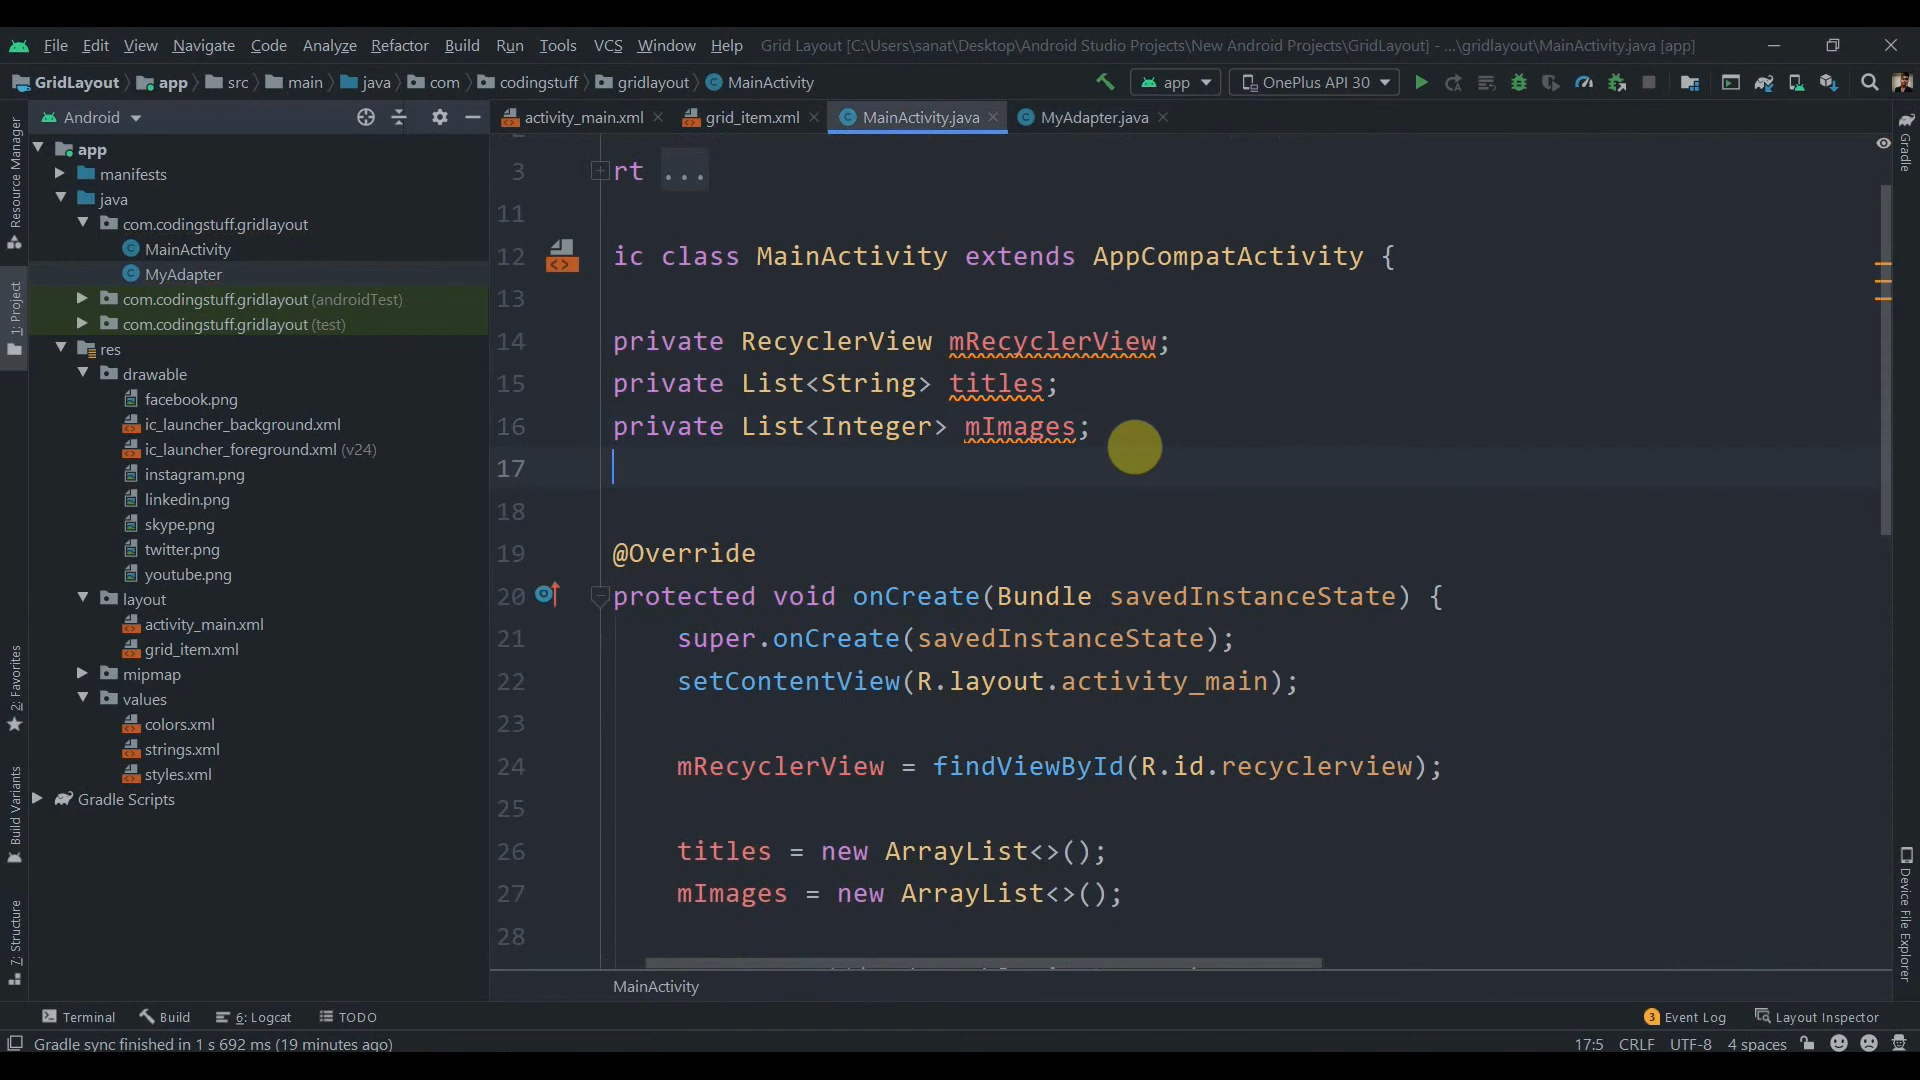 File Edit View Navigate Code Analyze Refactor Build Run Tools VCS Window Help Grid Layout [C:\Users\sanat\Desktop\Android Studio Projects\New Android Projects\GridLayout] - ...\gridlayout\MainActivity.java [app]
GridLayout app src main java com codingstuff gridlayout MainActivity app OnePlus API 30
Android activity_main.xml grid_item.xml MainActivity.java MyAdapter.java
Resource Manager
1: Project
2: Favorites
Build Variants
7: Structure
app
manifests
java
com.codingstuff.gridlayout
MainActivity
MyAdapter
com.codingstuff.gridlayout (androidTest)
com.codingstuff.gridlayout (test)
res
drawable
facebook.png
ic_launcher_background.xml
ic_launcher_foreground.xml (v24)
instagram.png
linkedin.png
skype.png
twitter.png
youtube.png
layout
activity_main.xml
grid_item.xml
mipmap
values
colors.xml
strings.xml
styles.xml
Gradle Scripts
3 rt ...
11
12 ic class MainActivity extends AppCompatActivity {
13
14 private RecyclerView mRecyclerView;
15 private List<String> titles;
16 private List<Integer> mImages;
17
18
19 @Override
20 protected void onCreate(Bundle savedInstanceState) {
21 super.onCreate(savedInstanceState);
22 setContentView(R.layout.activity_main);
23
24 mRecyclerView = findViewById(R.id.recyclerview);
25
26 titles = new ArrayList<>();
27 mImages = new ArrayList<>();
28
MainActivity
Gradle
Device File Explorer
Terminal Build 6: Logcat TODO 3 Event Log Layout Inspector
Gradle sync finished in 1 s 692 ms (19 minutes ago) 17:5 CRLF UTF-8 4 spaces